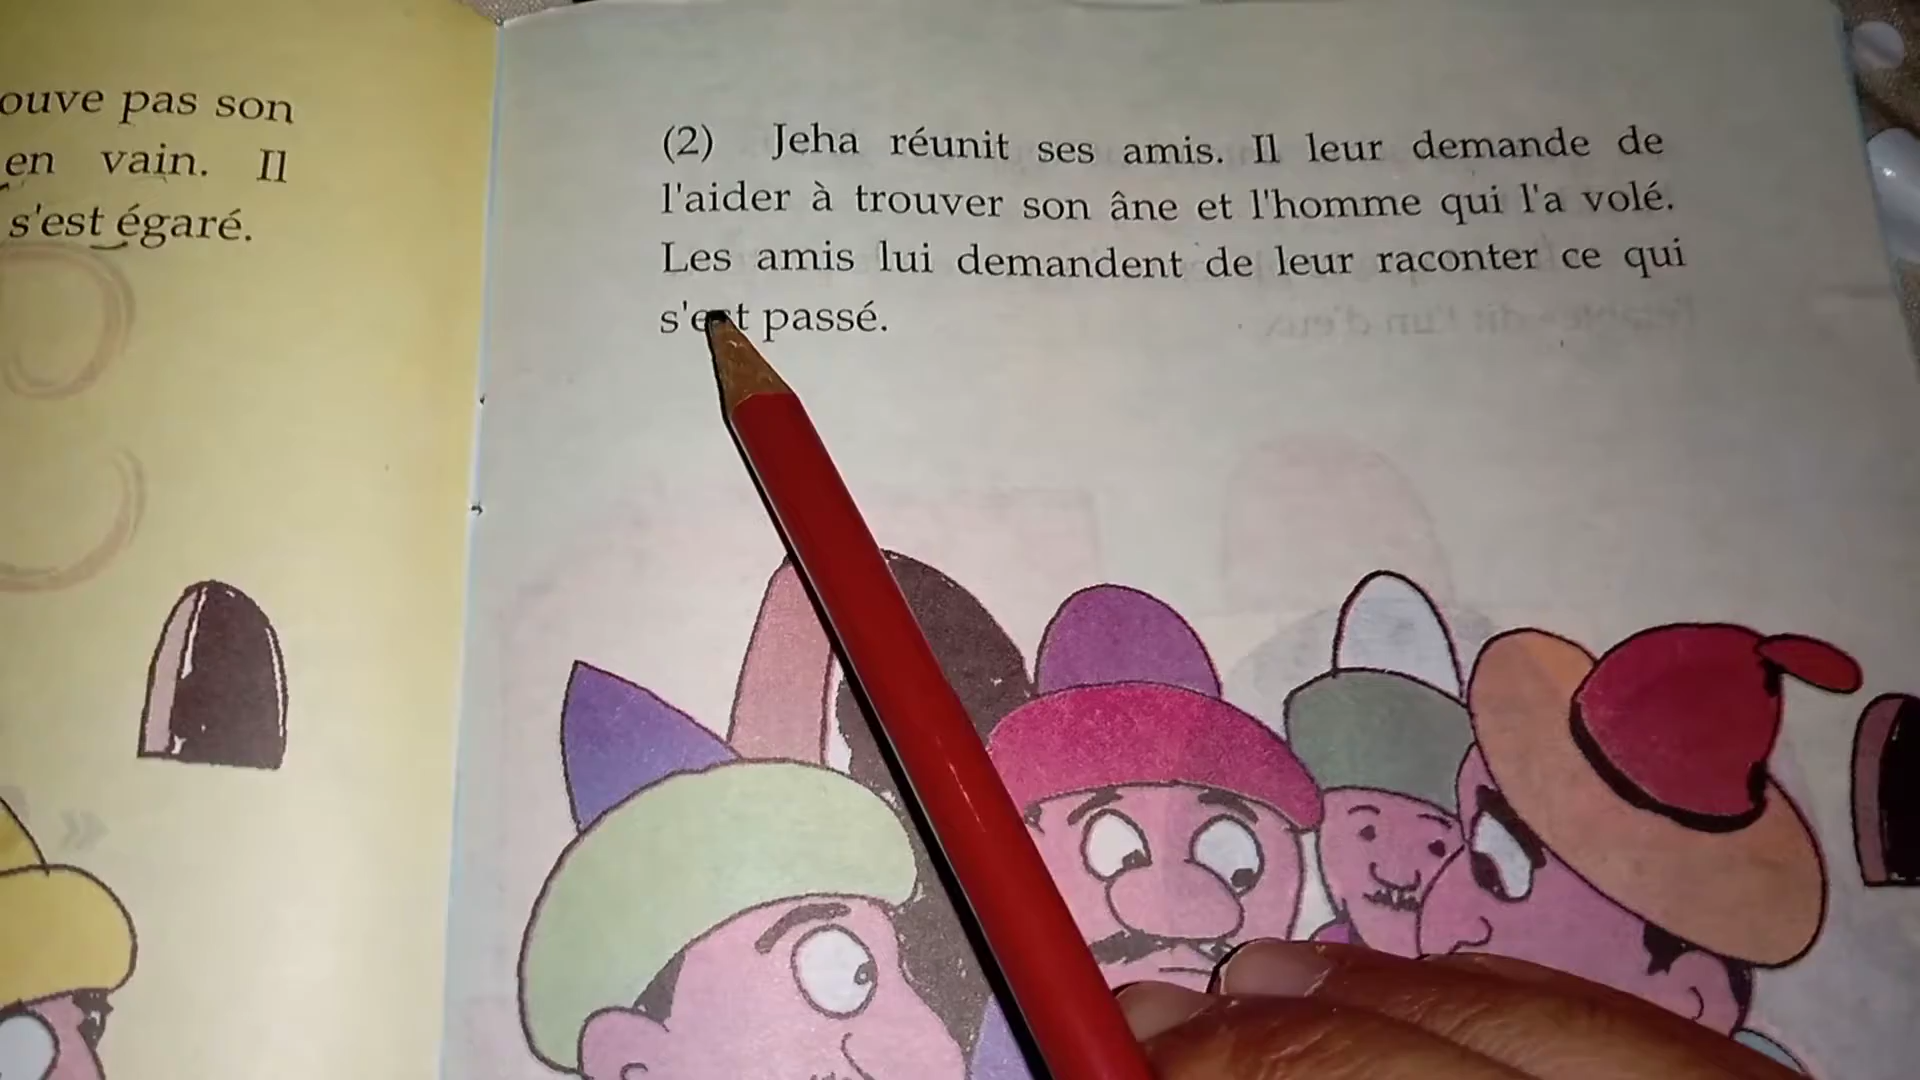 ouve pas son
en vain. Il
s'est égaré.
(2) Jeha réunit ses amis. Il leur demande de
l'aider à trouver son âne et l'homme qui l'a volé.
Les amis lui demandent de leur raconter ce qui
s'est passé.